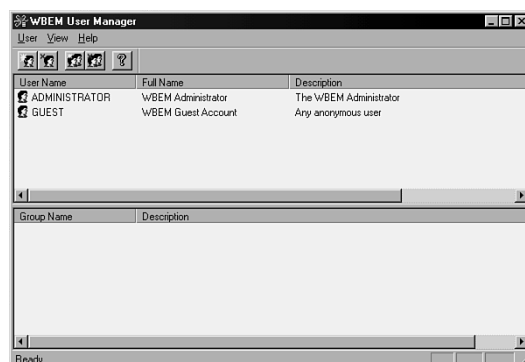 WBEM User Manager
User View Help
User Name Full Name Description
ADMINISTRATOR WBEM Administrator The WBEM Administrator
GUEST WBEM Guest Account Any anonymous user
Group Name Description
Ready